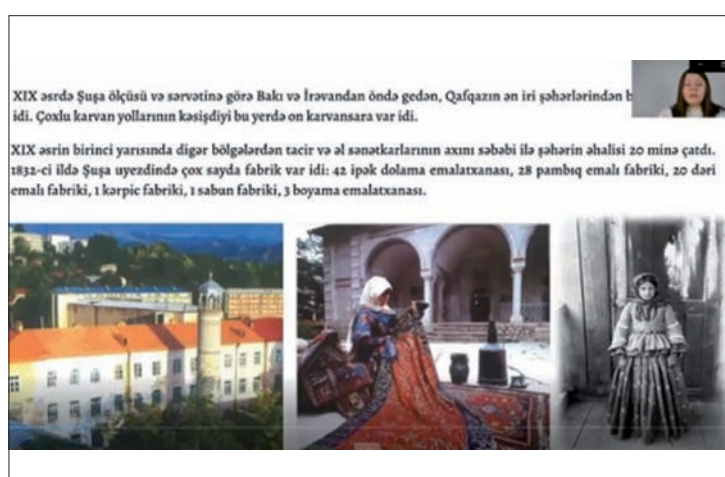 XIX əsrdə Şuşa ölçüsü və sərvətinə görə Bakı və İrəvandan öndə gedən, Qafqazın ən iri şəhərlərindən
idi. Çoxlu karvan yollarının kəsişdiyi bu yerdə on karvansara var idi.
XIX əsrin birinci yarısında digər bölgələrdən tacir və əl sənətkarlarının axını səbəbi ilə şəhərin əhalisi 20 minə çatdı.
1832-ci ildə Şuşa uyezdində çox sayda fabrik var idi: 42 ipək dolama emalatxanası, 28 pambıq emalı fabriki, 20 dəri
emalı fabriki, 1 kərpic fabriki, 1 sabun fabriki, 3 boyama emalatxanası.